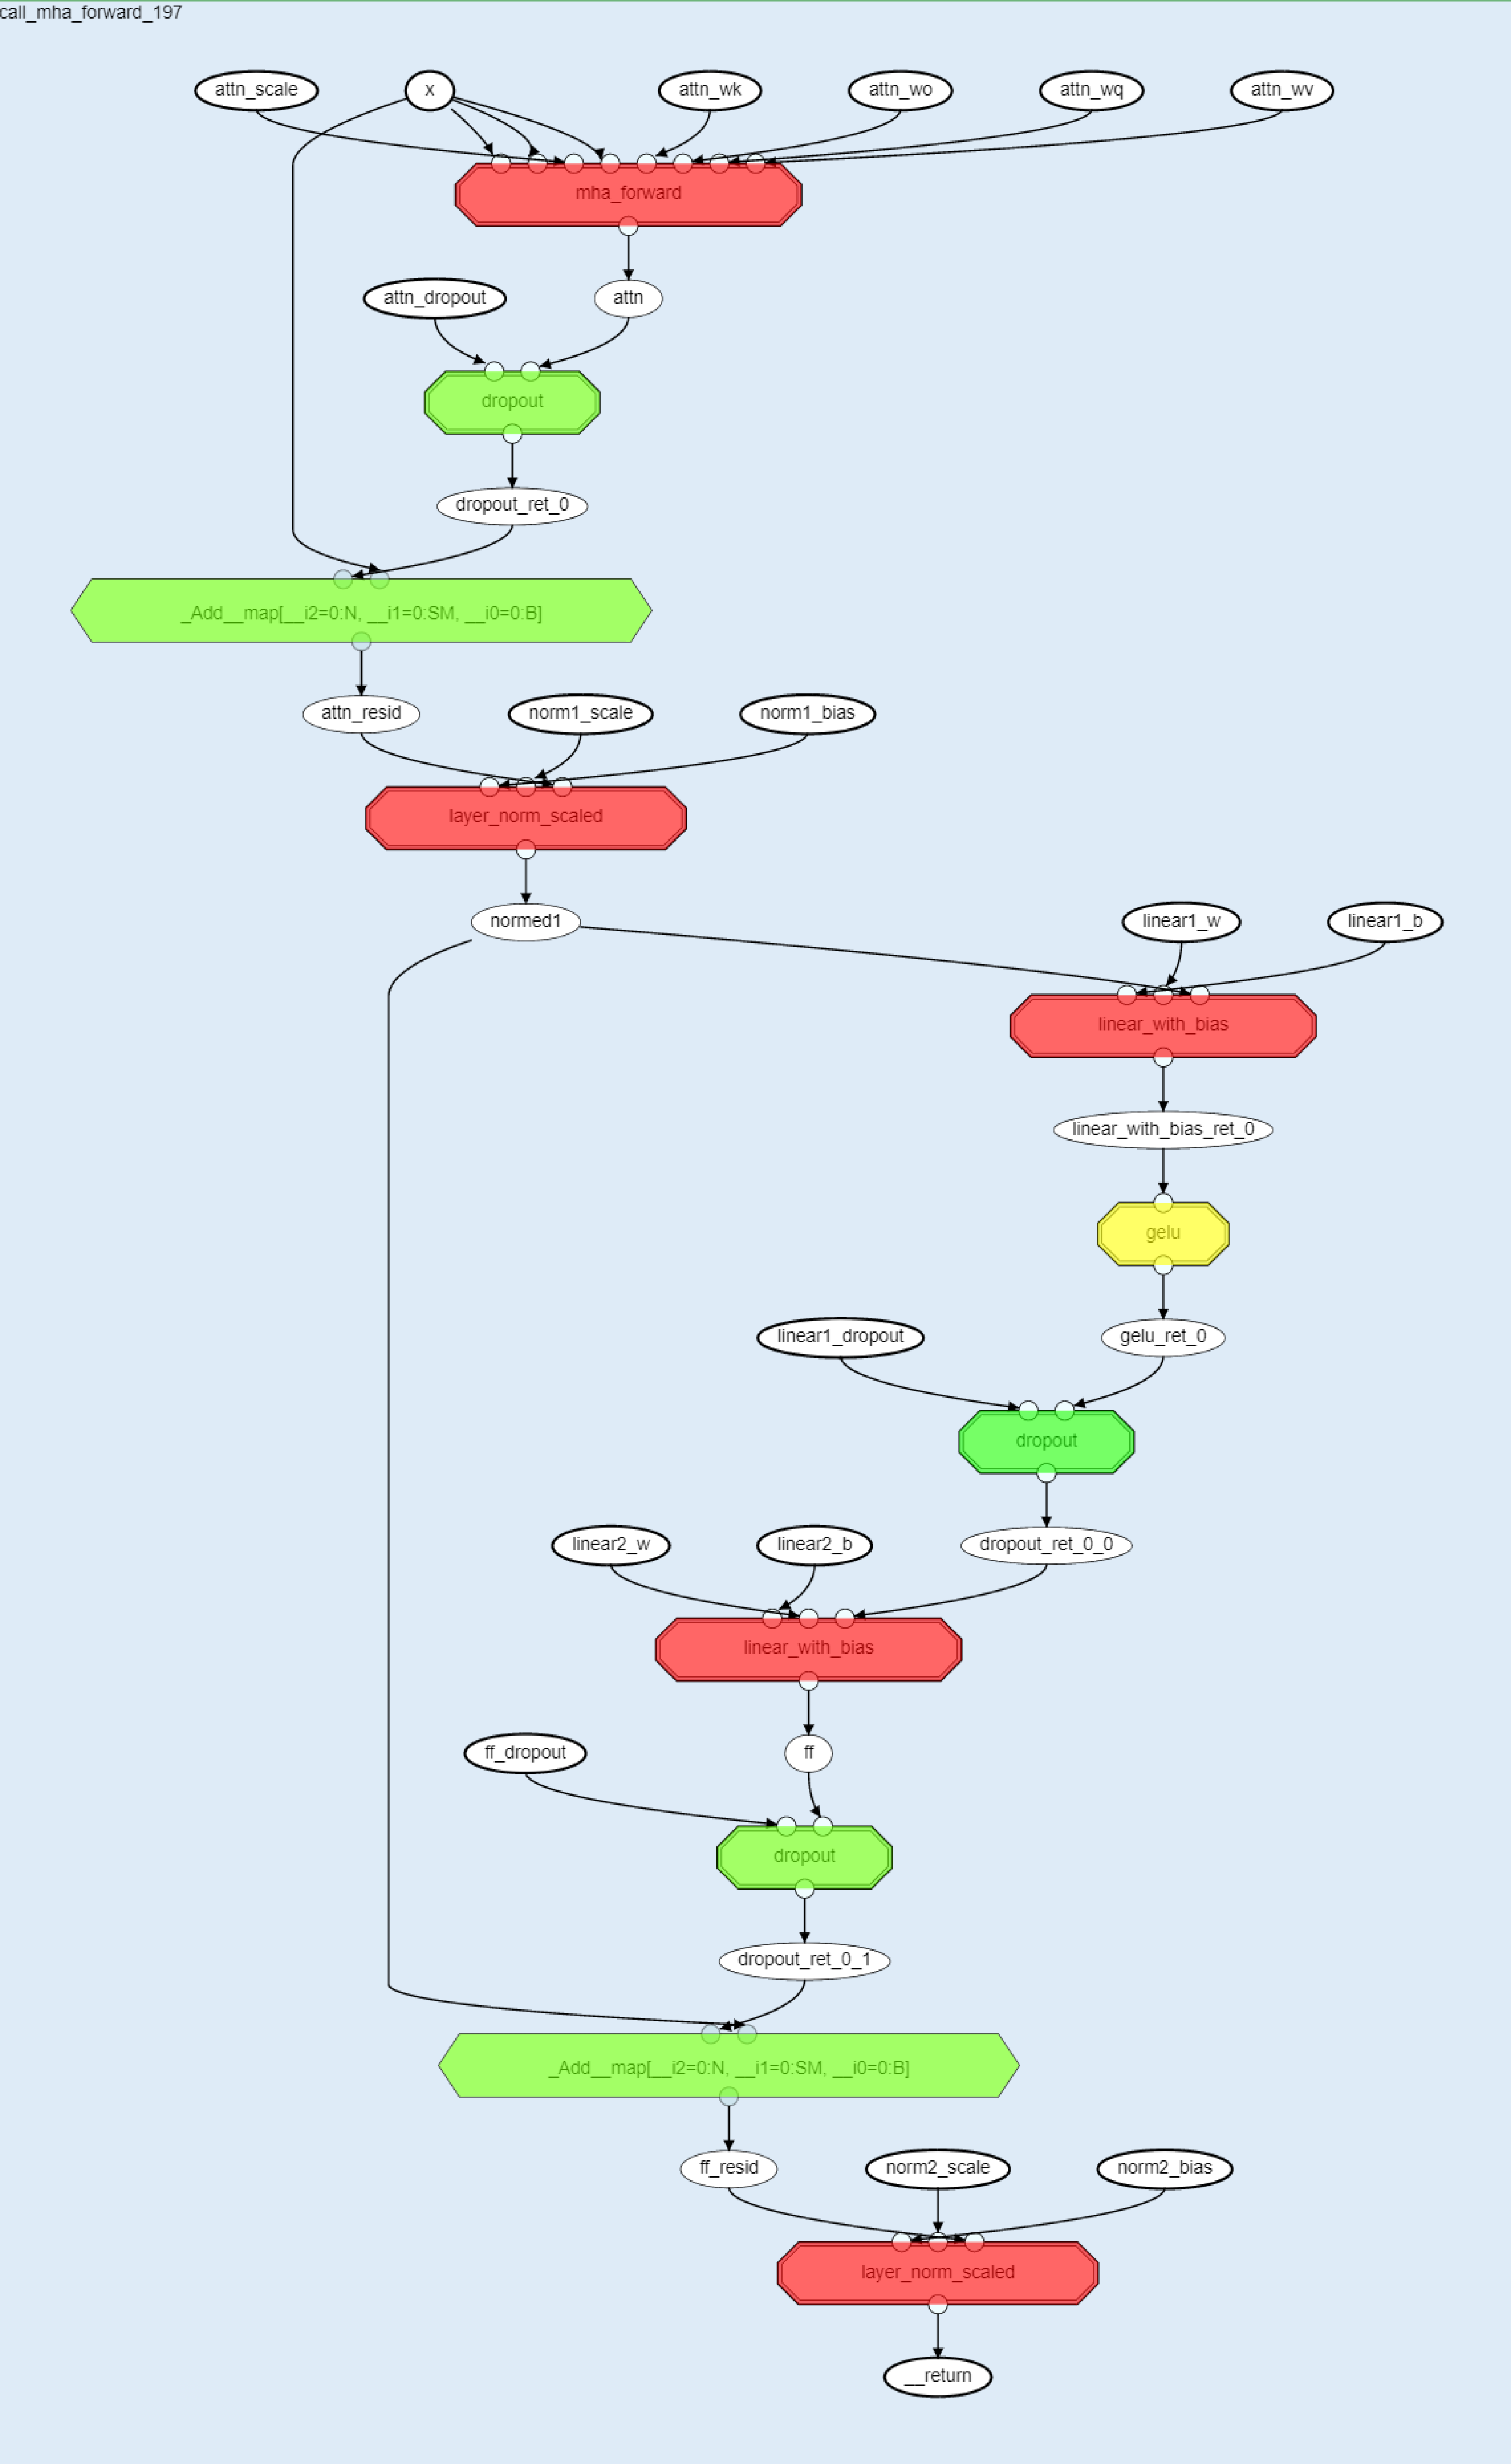 call_mha_forward_197
attn_scale
x
attn_wk
attn_wo
attn_wq
attn_wv
mha_forward
attn_dropout
attn
dropout
dropout_ret_0
_Add__map[__i2=0:N, __i1=0:SM, __i0=0:B]
attn_resid
norm1_scale
norm1_bias
layer_norm_scaled
normed1
linear1_w
linear1_b
linear_with_bias
linear_with_bias_ret_0
gelu
linear1_dropout
gelu_ret_0
dropout
linear2_w
linear2_b
dropout_ret_0_0
linear_with_bias
ff_dropout
ff
dropout
dropout_ret_0_1
_Add__map[__i2=0:N, __i1=0:SM, __i0=0:B]
ff_resid
norm2_scale
norm2_bias
layer_norm_scaled
__return